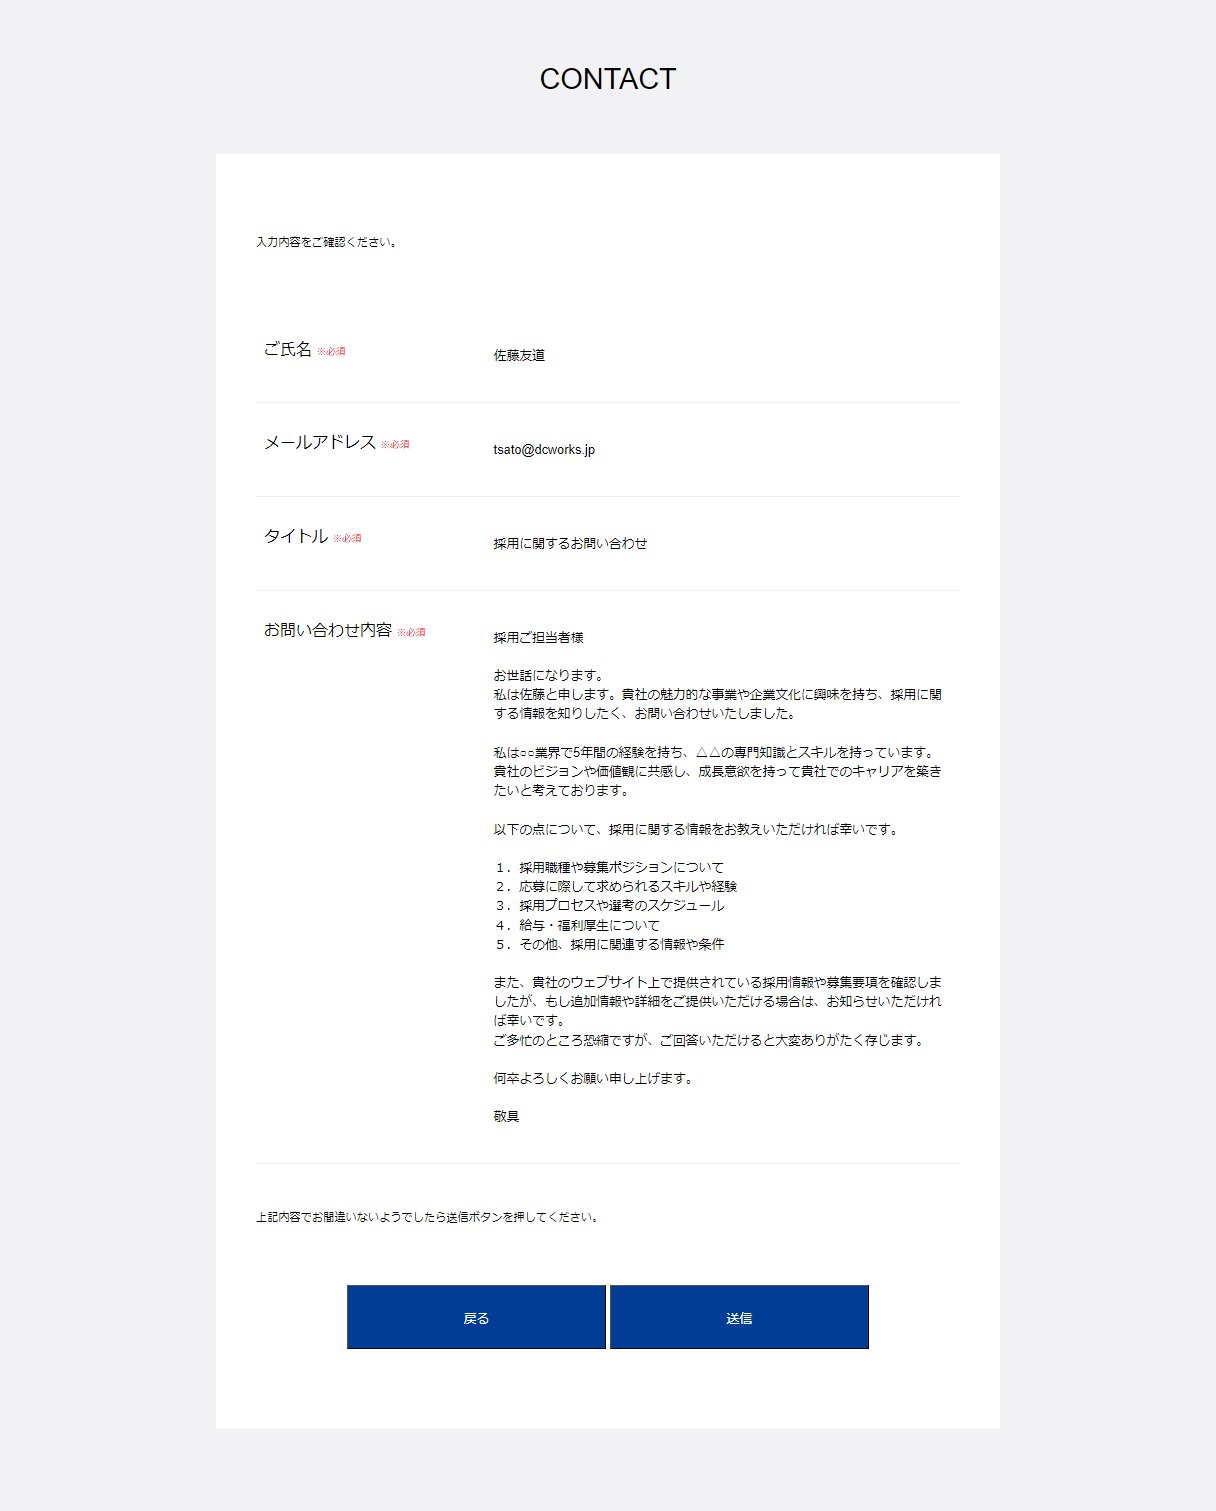 CONTACT
入力内容をご確認ください。
ご氏名 ※必須
佐藤友道
メールアドレス ※必須
tsato@dcworks.jp
タイトル ※必須
採用に関するお問い合わせ
お問い合わせ内容 ※必須
採用ご担当者様
お世話になります。
私は佐藤と申します。貴社の魅力的な事業や企業文化に興味を持ち、採用に関
する情報を知りしたく、お問い合わせいたしました。
私は○○業界で5年間の経験を持ち、△△の専門知識とスキルを持っています。
貴社のビジョンや価値観に共感し、成長意欲を持って貴社でのキャリアを築き
たいと考えております。
以下の点について、採用に関する情報をお教えいただければ幸いです。
１．採用職種や募集ポジションについて
２．応募に際して求められるスキルや経験
３．採用プロセスや選考のスケジュール
４．給与・福利厚生について
５．その他、採用に関連する情報や条件
また、貴社のウェブサイト上で提供されている採用情報や募集要項を確認しま
したが、もし追加情報や詳細をご提供いただける場合は、お知らせいただけれ
ば幸いです。
ご多忙のところ恐縮ですが、ご回答いただけると大変ありがたく存じます。
何卒よろしくお願い申し上げます。
敬具
上記内容でお間違いないようでしたら送信ボタンを押してください。
戻る
送信